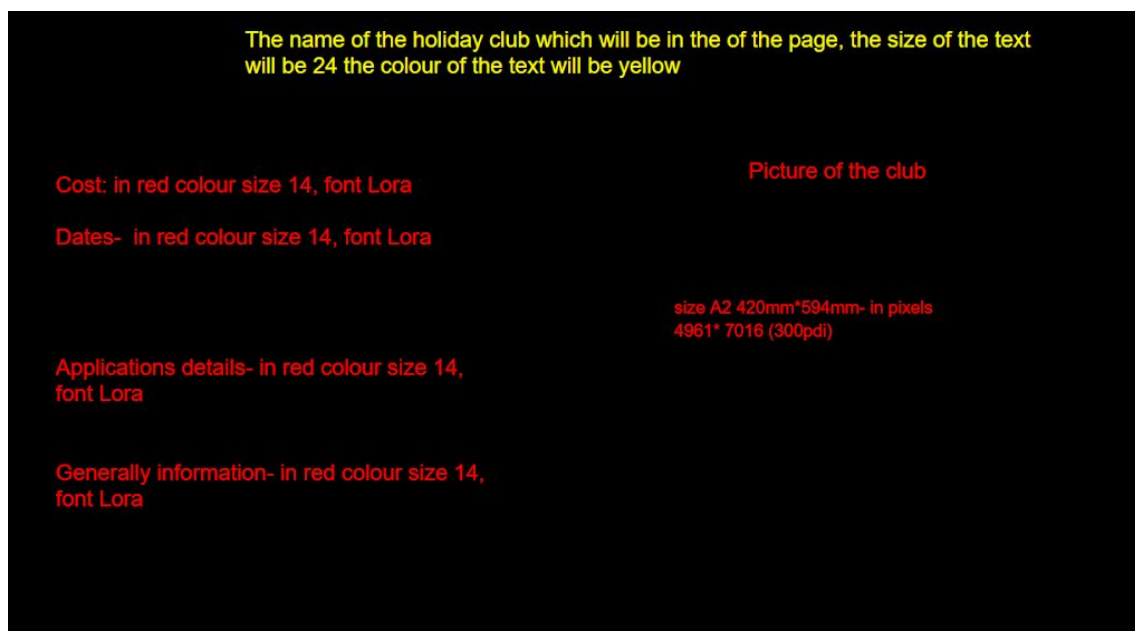 The name of the holiday club which will be in the of the page, the size of the text
will be 24 the colour of the text will be yellow
Cost: in red colour size 14, font Lora
Picture of the club
Dates-  in red colour size 14, font Lora
size A2 420mm*594mm- in pixels
4961* 7016 (300pdi)
Applications details- in red colour size 14,
font Lora
Generally information- in red colour size 14,
font Lora